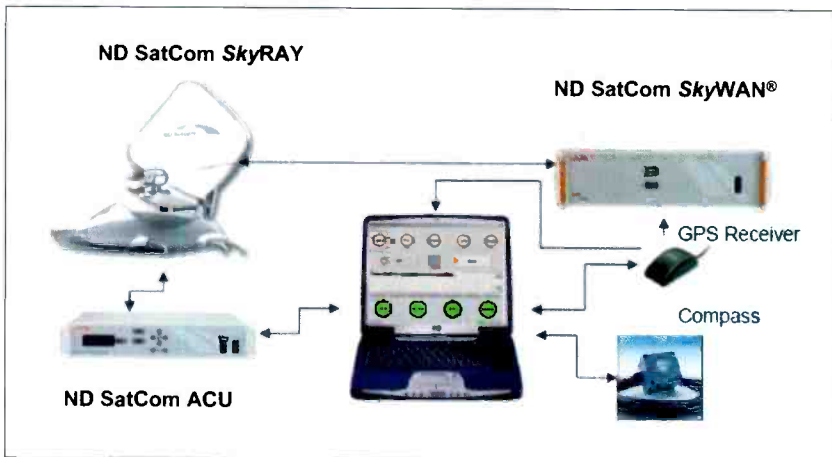 ND SatCom SkyRAY
ND SatCom SkyWAN®
GPS Receiver
Compass
ND SatCom ACU